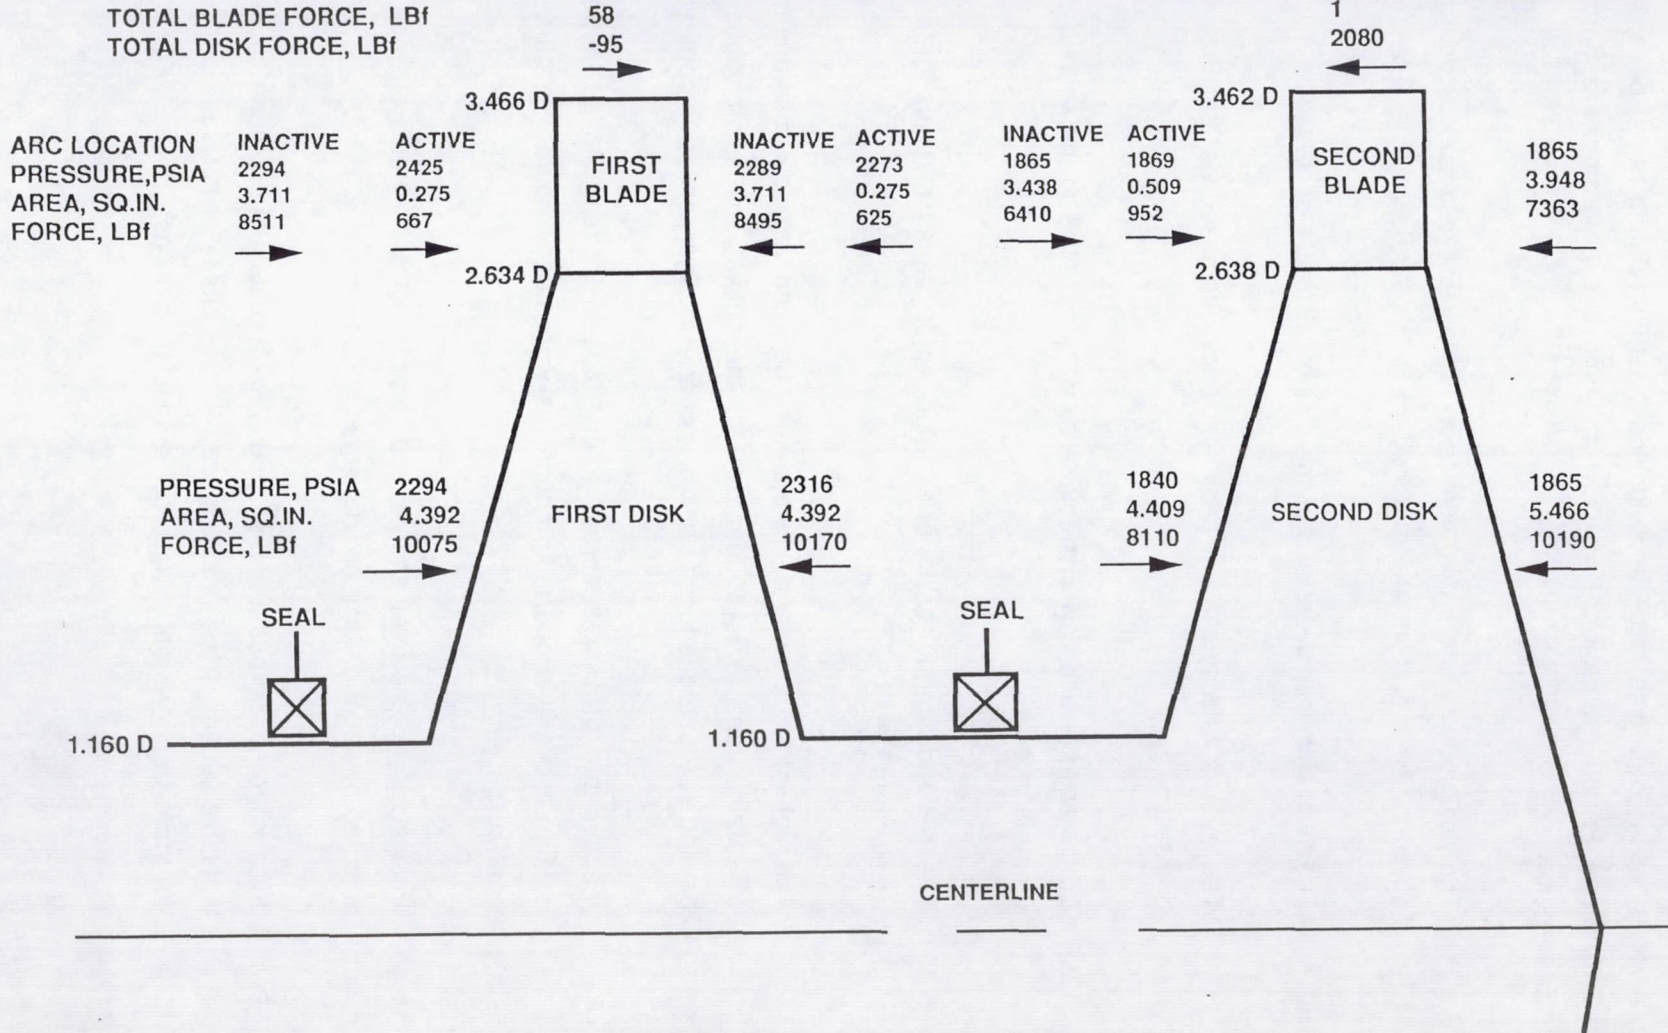 TOTAL BLADE FORCE, LBf 58 1
TOTAL DISK FORCE, LBf -95 2080
3.466 D 3.462 D
ARC LOCATION INACTIVE ACTIVE INACTIVE ACTIVE INACTIVE ACTIVE
PRESSURE,PSIA 2294 2425 FIRST 2289 2273 1865 1869 SECOND 1865
AREA, SQ.IN. 3.711 0.275 BLADE 3.711 0.275 3.438 0.509 BLADE 3.948
FORCE, LBf 8511 667 8495 625 6410 952 7363
2.634 D 2.638 D
PRESSURE, PSIA 2294 2316 1840 1865
AREA, SQ.IN. 4.392 FIRST DISK 4.392 4.409 SECOND DISK 5.466
FORCE, LBf 10075 10170 8110 10190
SEAL SEAL
1.160 D 1.160 D
CENTERLINE